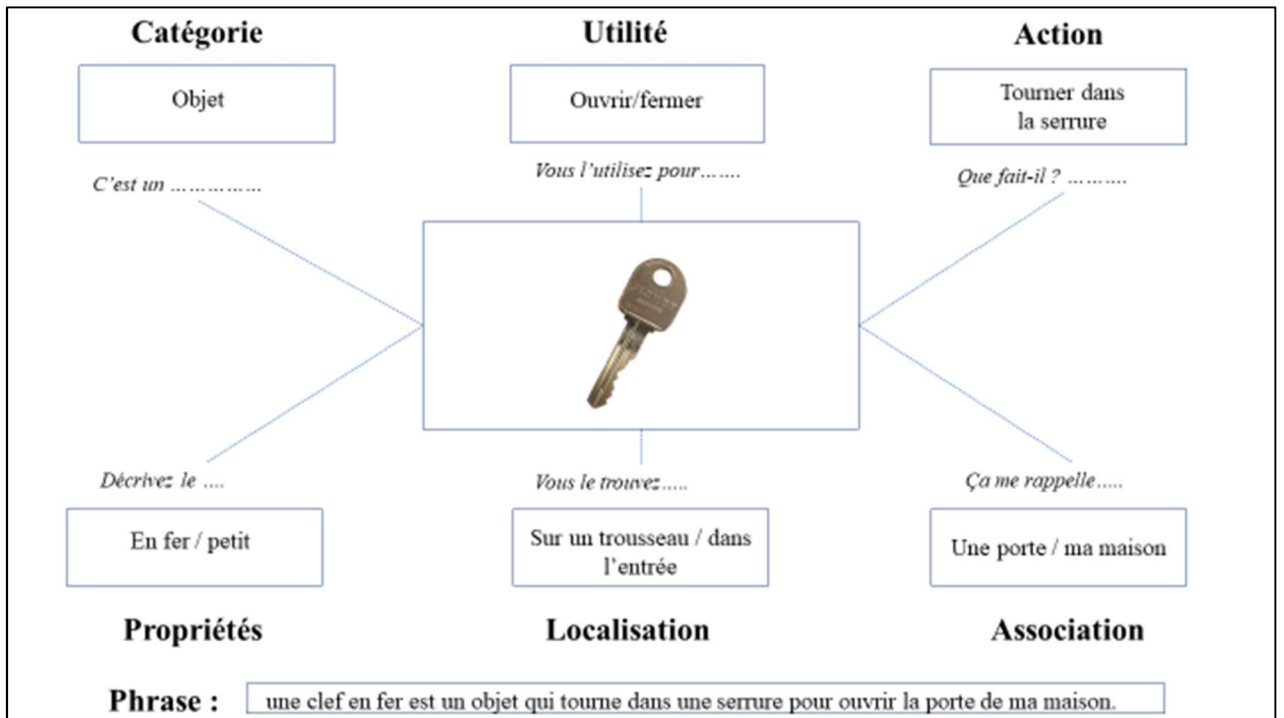 Catégorie
Utilité
Action
Objet
Ouvrir/fermer
Tourner dans
la serrure
C'est un ……………
Vous l'utilisez pour…….
Que fait-il ? ……….
Décrivez le ….
Vous le trouvez…..
Ça me rappelle…..
En fer / petit
Sur un trousseau / dans
l'entrée
Une porte / ma maison
Propriétés
Localisation
Association
Phrase : une clef en fer est un objet qui tourne dans une serrure pour ouvrir la porte de ma maison.